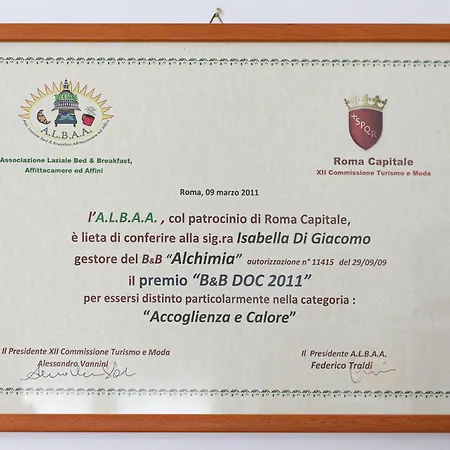 A.L.B.A.A.
Associazione Laziale Bed & Breakfast,
Affittacamere ed Affini
SPQR
Roma Capitale
XII Commissione Turismo e Moda
Roma, 09 marzo 2011
l'A.L.B.A.A. , col patrocinio di Roma Capitale,
è lieta di conferire alla sig.ra Isabella Di Giacomo
gestore del B&B "Alchimia" autorizzazione n° 11415 del 29/09/09
il premio "B&B DOC 2011"
per essersi distinto particolarmente nella categoria :
"Accoglienza e Calore"
Il Presidente XII Commissione Turismo e Moda
Alessandro Vannini
Il Presidente A.L.B.A.A.
Federico Traldi